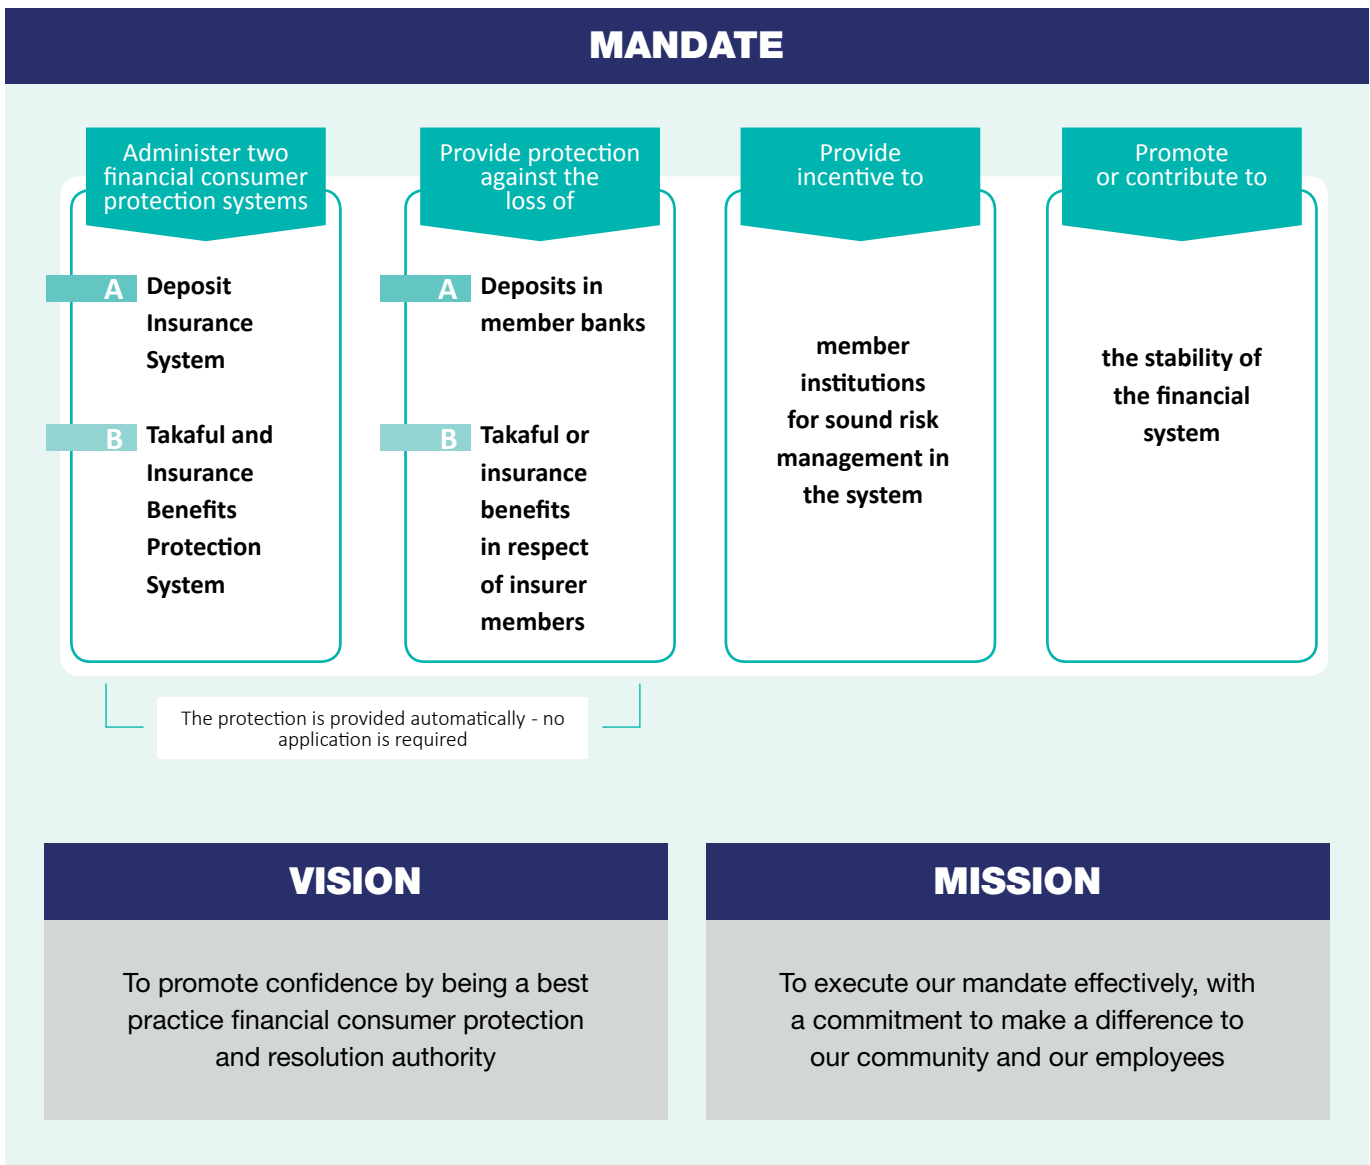 MANDATE
Administer two
financial consumer
protection systems
A Deposit
Insurance
System
B Takaful and
Insurance
Benefits
Protection
System
Provide protection
against the
loss of
A Deposits in
member banks
B Takaful or
insurance
benefits
in respect
of insurer
members
Provide
incentive to
member
institutions
for sound risk
management in
the system
Promote
or contribute to
the stability of
the financial
system
The protection is provided automatically - no
application is required
VISION
To promote confidence by being a best
practice financial consumer protection
and resolution authority
MISSION
To execute our mandate effectively, with
a commitment to make a difference to
our community and our employees